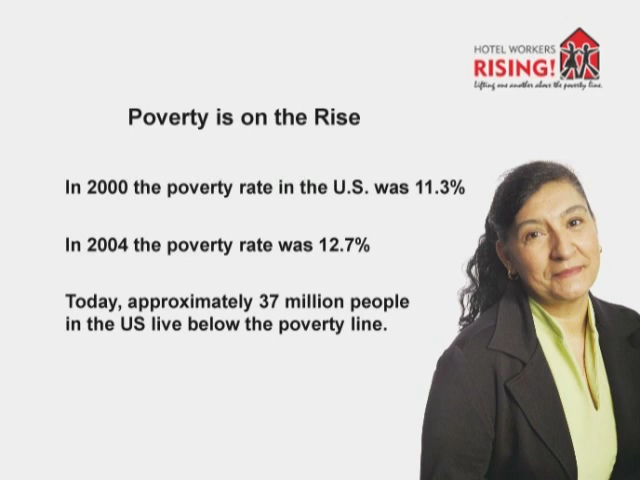 HOTEL WORKERS
RISING!
Lifting one another above the poverty line.
Poverty is on the Rise
In 2000 the poverty rate in the U.S. was 11.3%
In 2004 the poverty rate was 12.7%
Today, approximately 37 million people
in the US live below the poverty line.